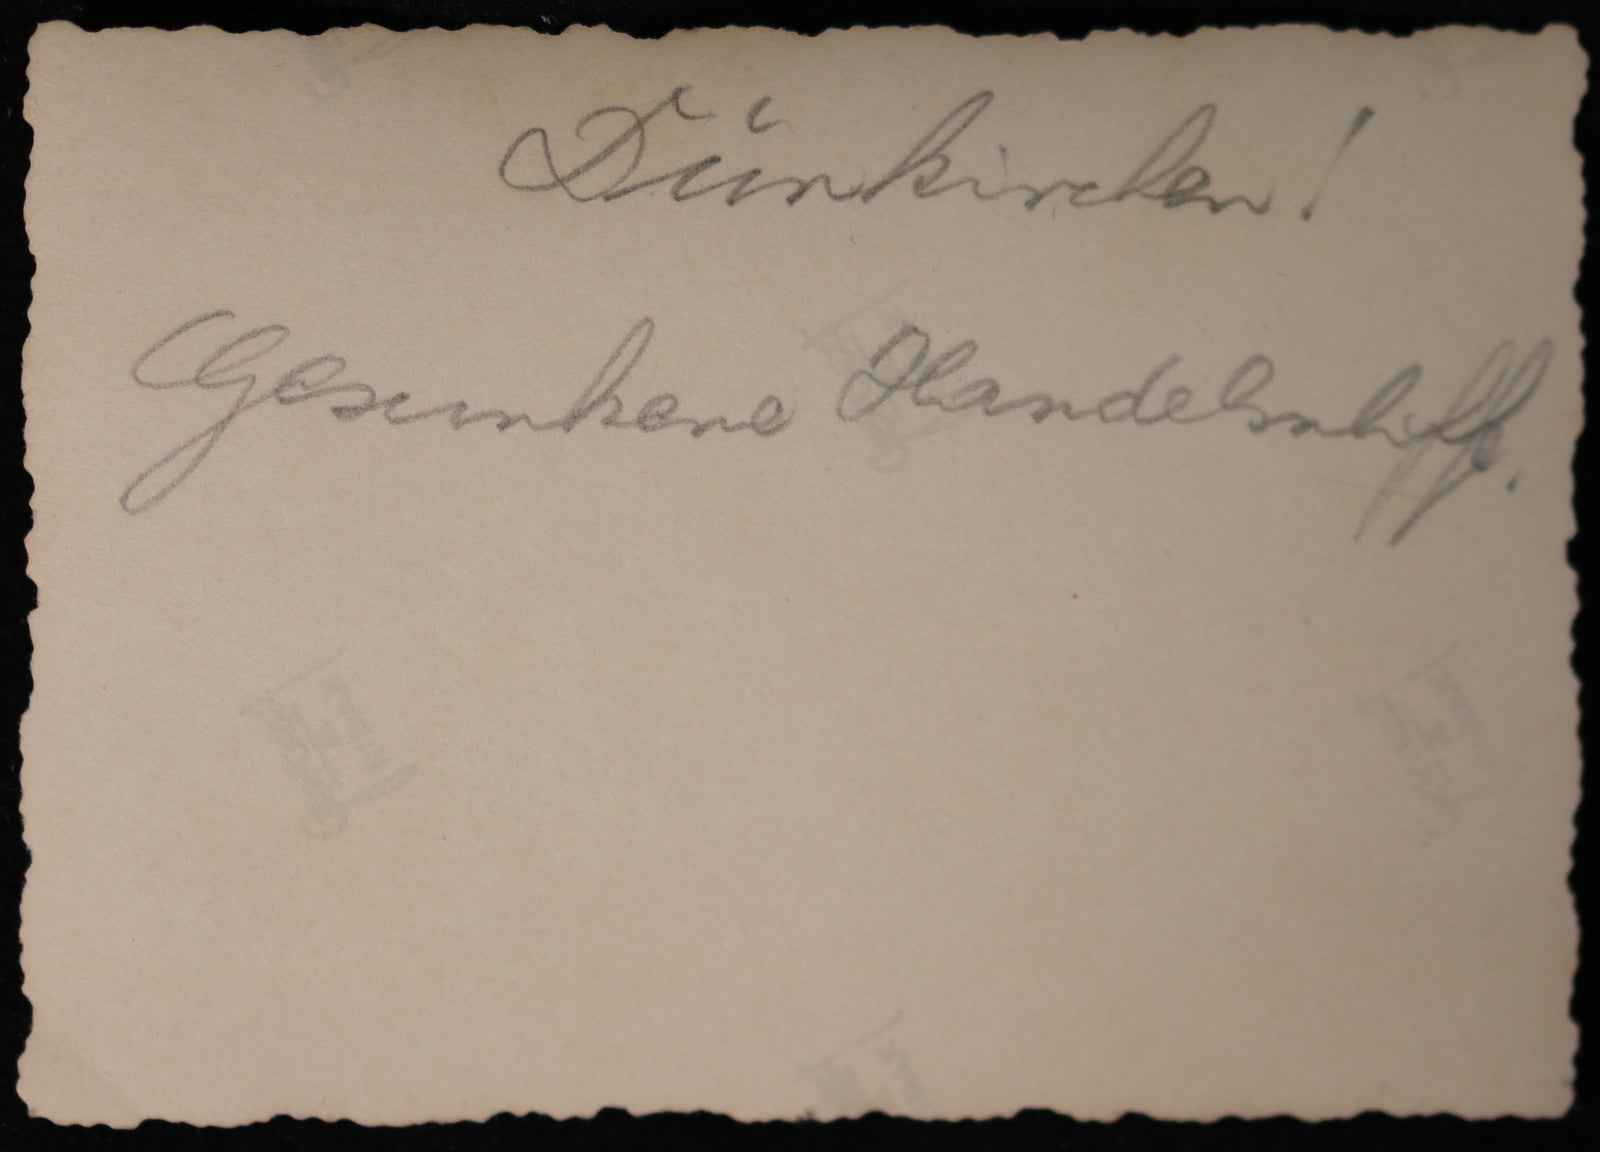 Dünkirchen!
Gesunkene Handelsschiff.